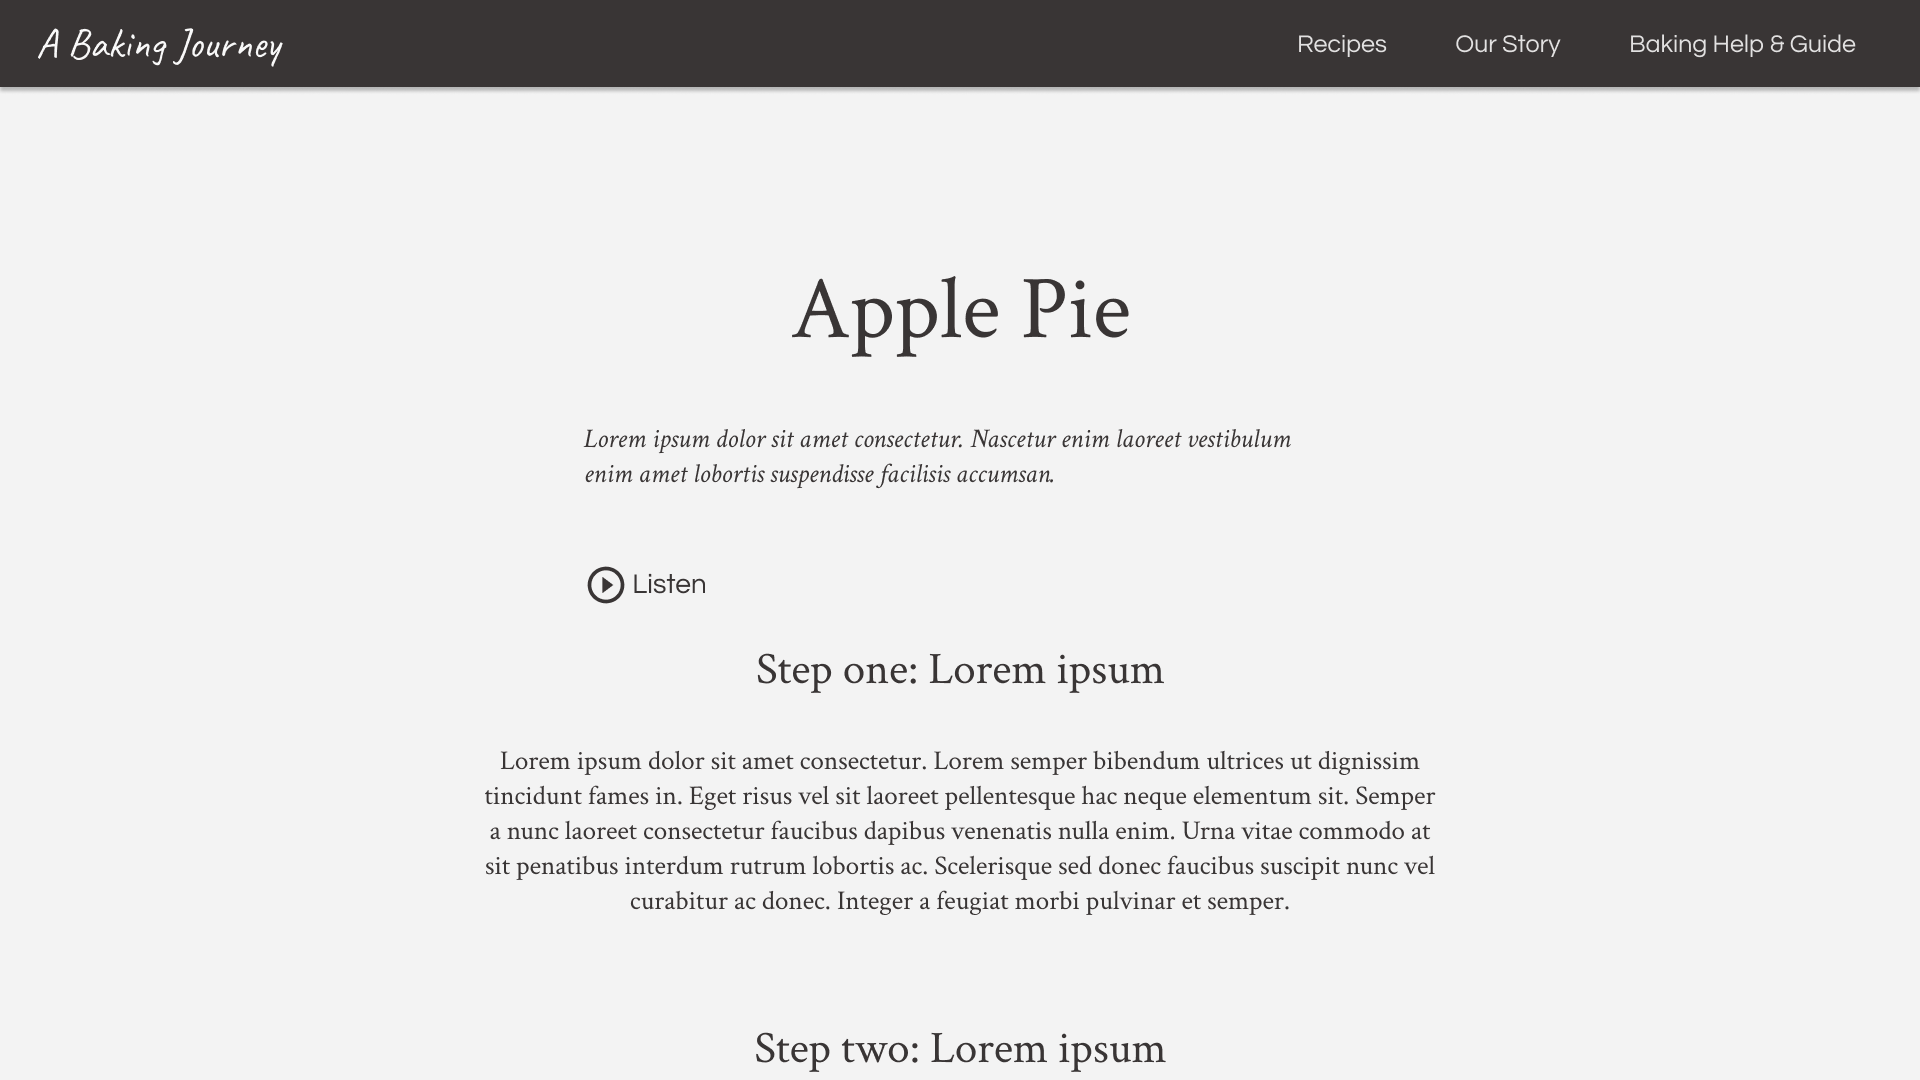 A Baking Journey
Recipes
Our Story
Baking Help & Guide
Apple Pie
Lorem ipsum dolor sit amet consectetur. Nascetur enim laoreet vestibulum
enim amet lobortis suspendisse facilisis accumsan.
Listen
Step one: Lorem ipsum
Lorem ipsum dolor sit amet consectetur. Lorem semper bibendum ultrices ut dignissim
tincidunt fames in. Eget risus vel sit laoreet pellentesque hac neque elementum sit. Semper
a nunc laoreet consectetur faucibus dapibus venenatis nulla enim. Urna vitae commodo at
sit penatibus interdum rutrum lobortis ac. Scelerisque sed donec faucibus suscipit nunc vel
curabitur ac donec. Integer a feugiat morbi pulvinar et semper.
Step two: Lorem ipsum